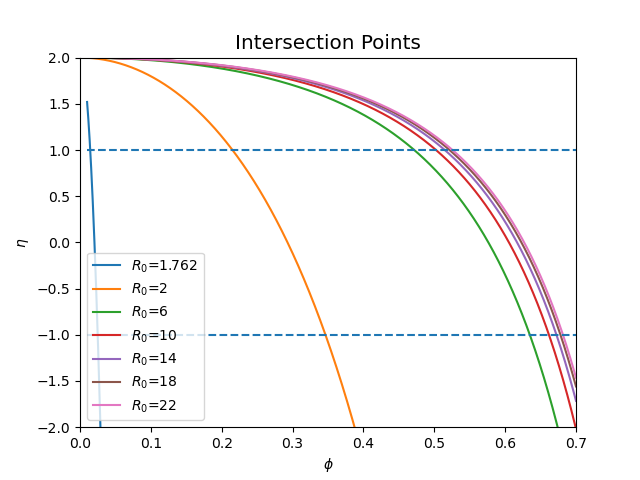 Intersection Points
η
2.0
1.5
1.0
0.5
0.0
−0.5
−1.0
−1.5
−2.0
R₀=1.762
R₀=2
R₀=6
R₀=10
R₀=14
R₀=18
R₀=22
0.0 0.1 0.2 0.3 0.4 0.5 0.6 0.7
ϕ